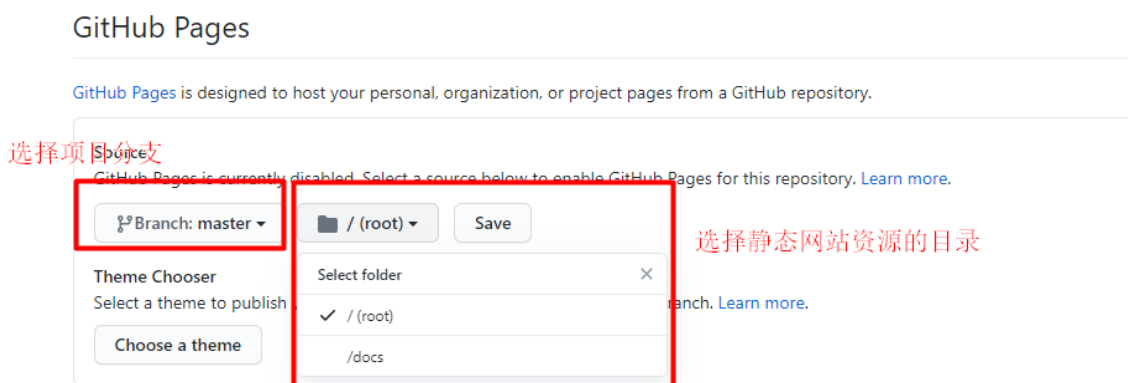 GitHub Pages
GitHub Pages is designed to host your personal, organization, or project pages from a GitHub repository.
选择项目分支
Source
GitHub Pages is currently disabled. Select a source below to enable GitHub Pages for this repository. Learn more.
Branch: master
/ (root)
Save
选择静态网站资源的目录
Select folder
Theme Chooser
Select a theme to publish
ranch. Learn more.
/ (root)
Choose a theme
/docs